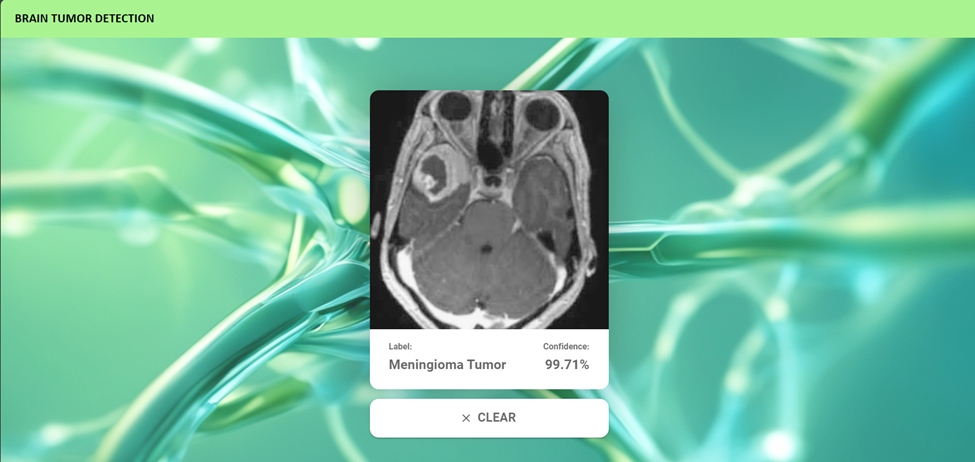 BRAIN TUMOR DETECTION
Label:
Confidence:
Meningioma Tumor
99.71%
× CLEAR